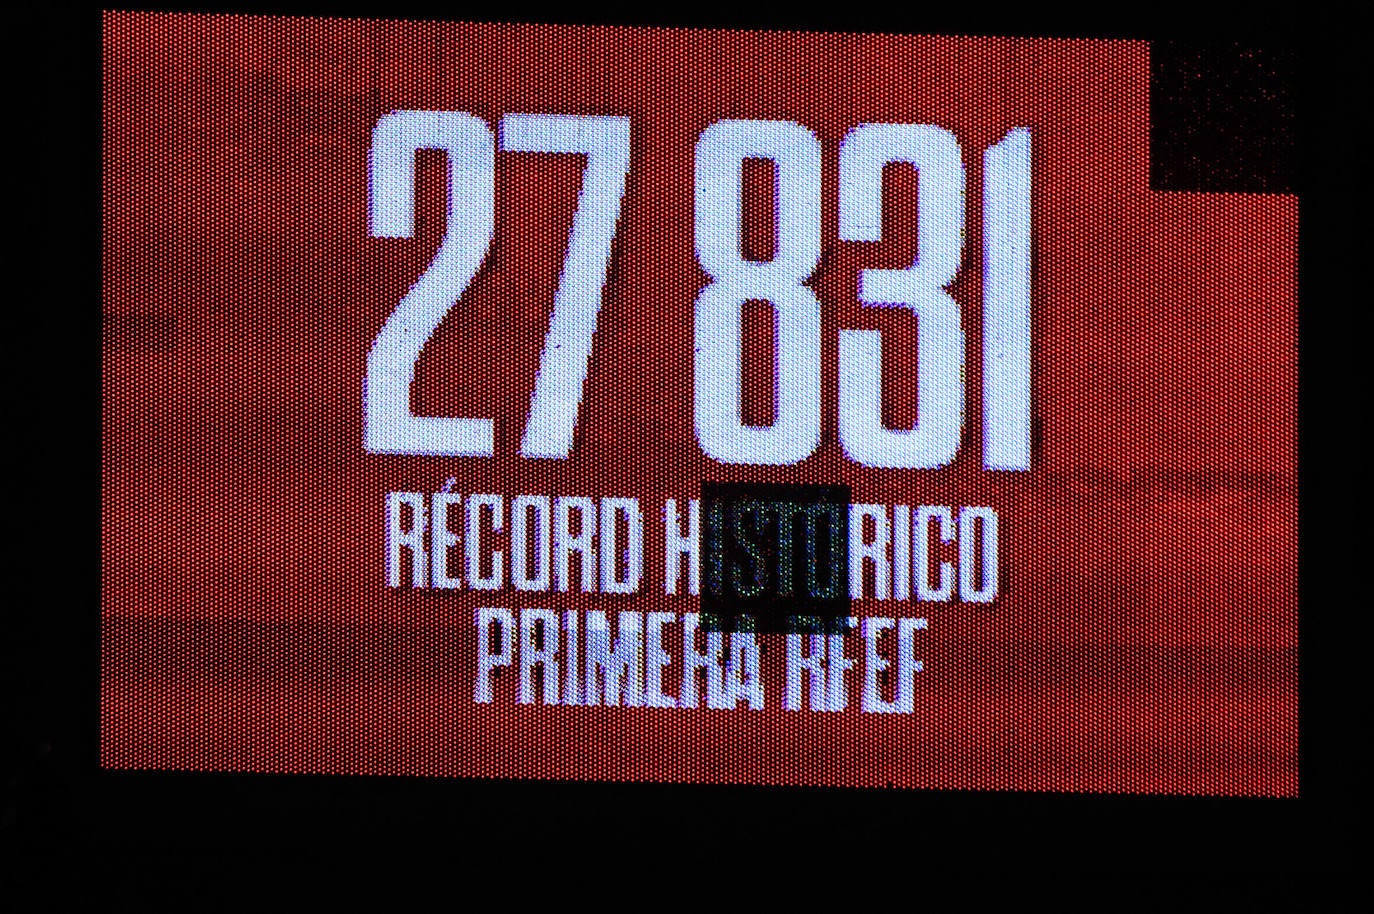 27 831
RÉCORD HISTÓRICO
PRIMERA RFEF